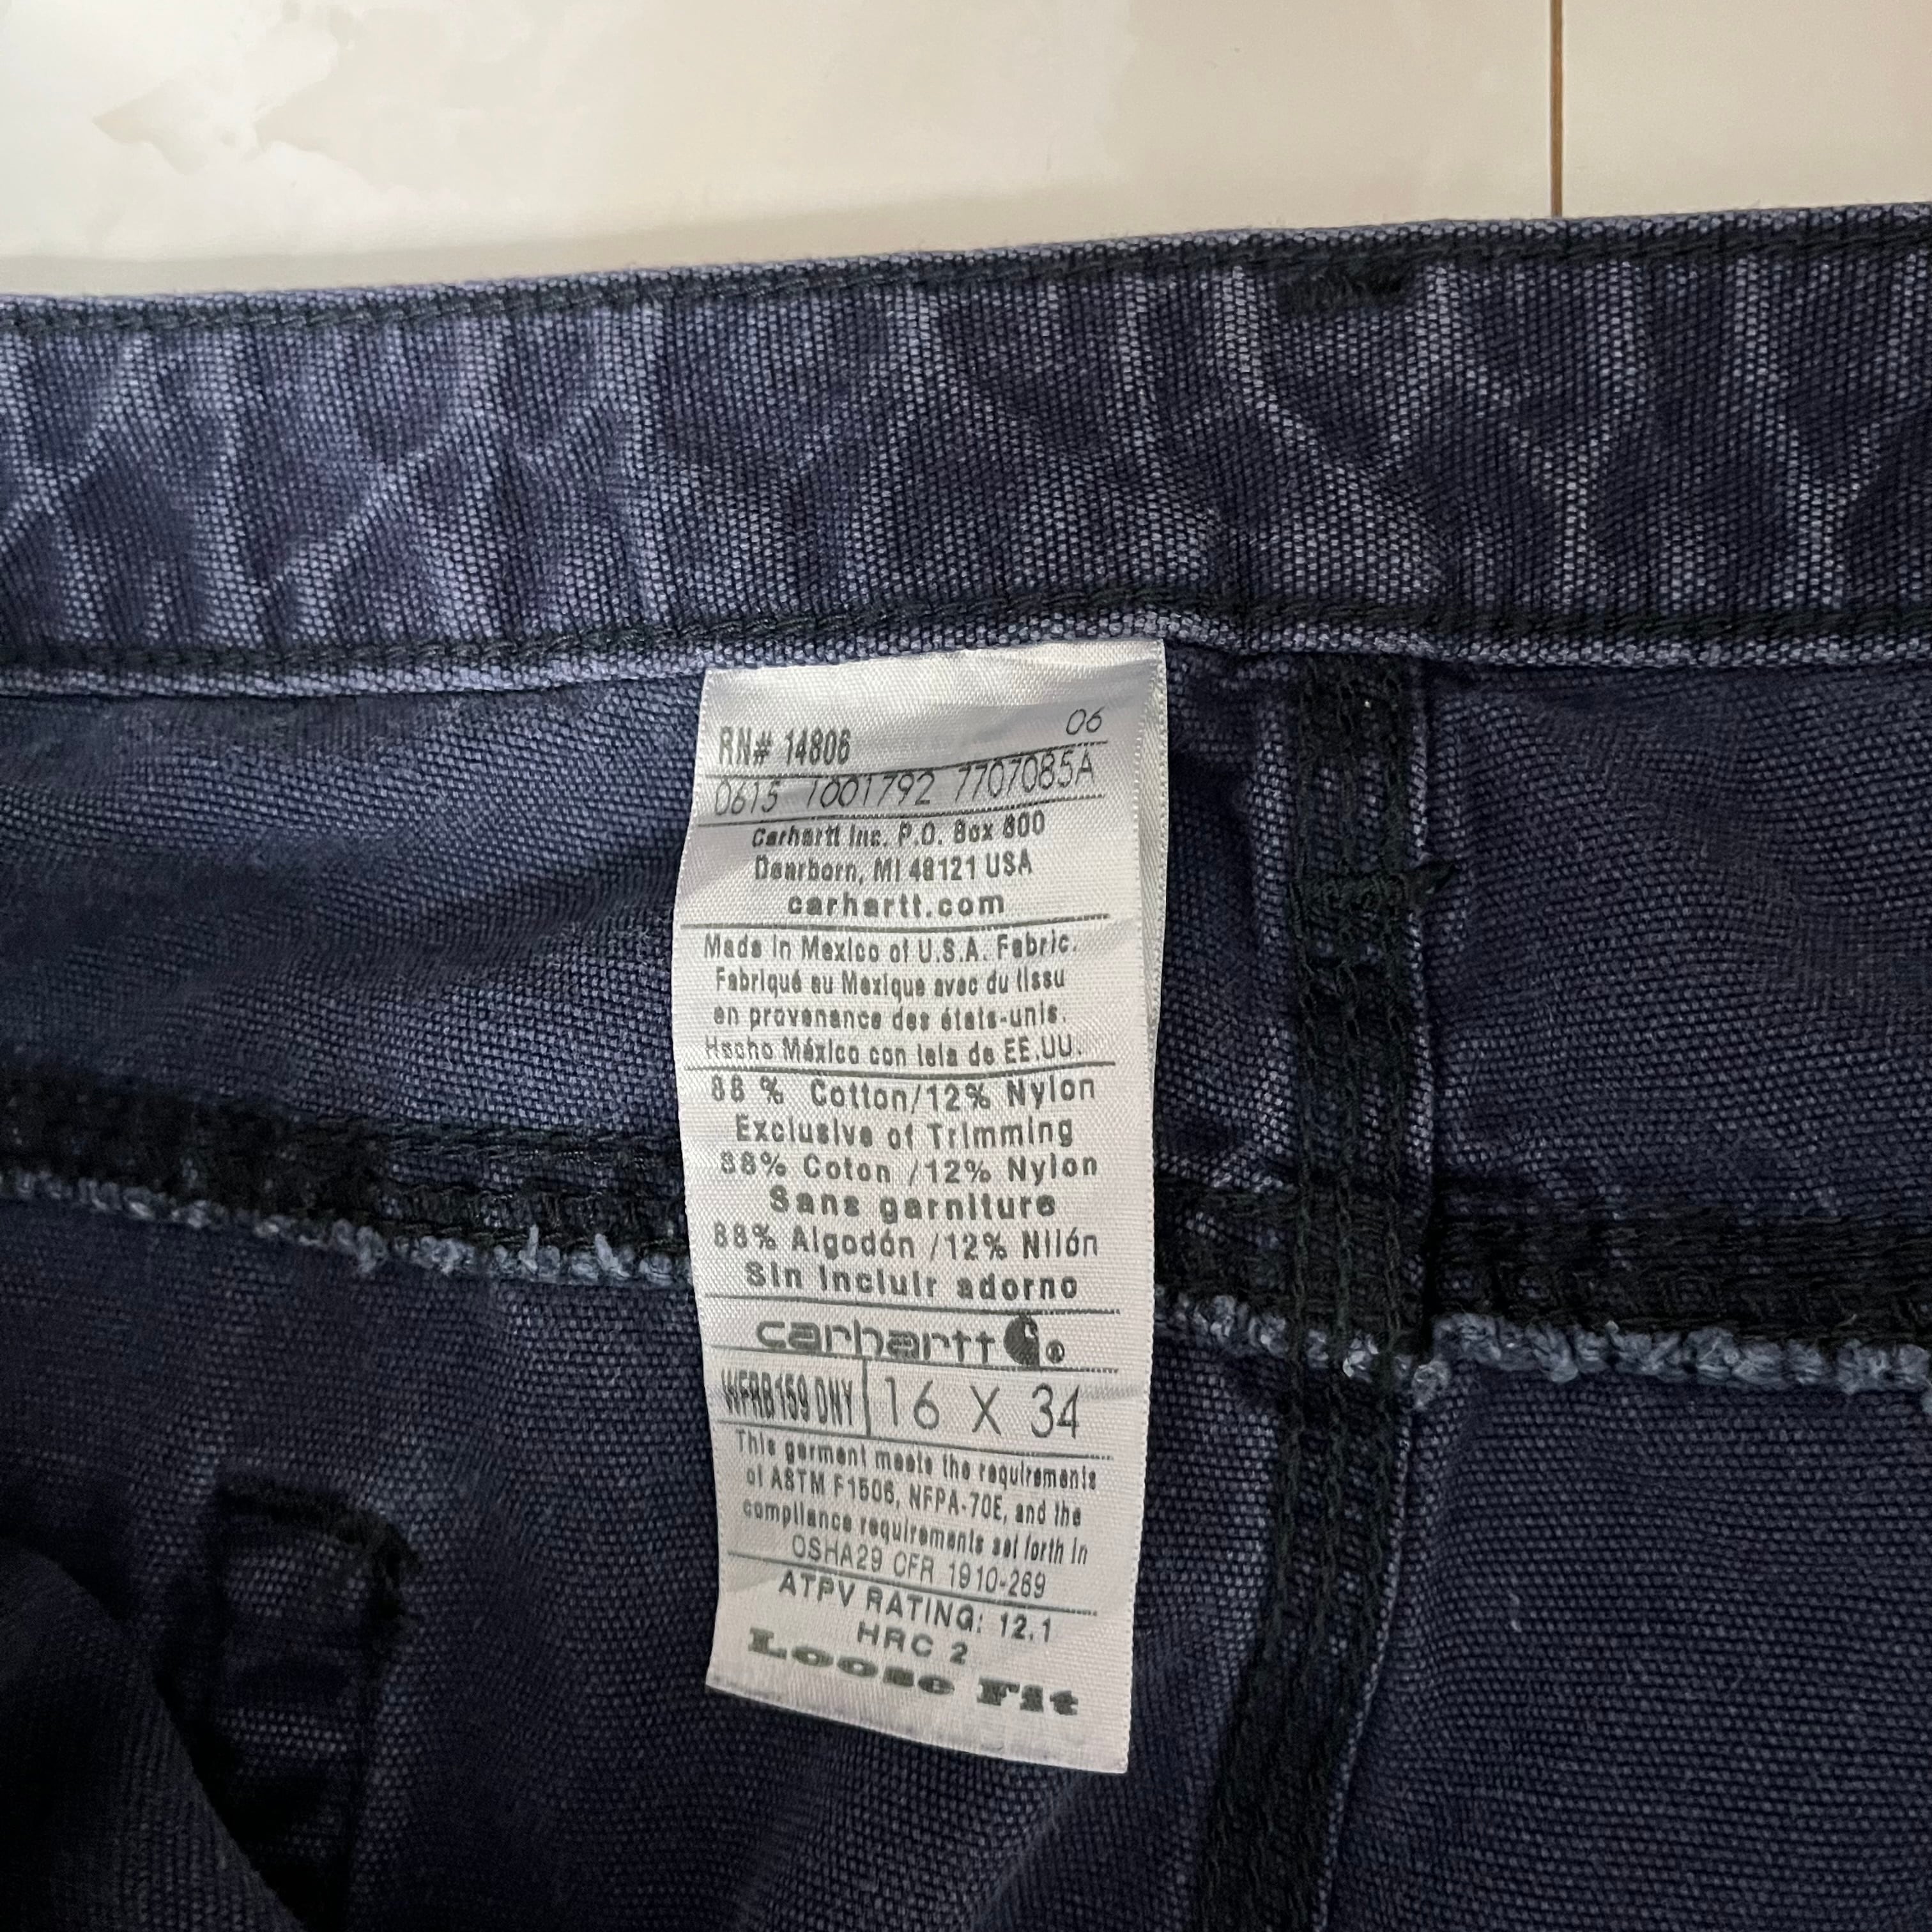 RN# 14806 06
0615 1001792 7707085A
Carhartt Inc. P.O. Box 600
Dearborn, MI 48121 USA
carhartt.com
Made in Mexico of U.S.A. Fabric.
Fabriqué au Mexique avec du tissu
en provenance des états-unis.
Hecho México con tela de EE.UU.
88 % Cotton/12% Nylon
Exclusive of Trimming
88% Coton /12% Nylon
Sans garniture
88% Algodón /12% Nilón
Sin incluir adorno
carhartt ®
WFRB159 DNY 16 X 34
This garment meets the requirements
of ASTM F1506, NFPA-70E, and the
compliance requirements set forth in
OSHA29 CFR 1910-269
ATPV RATING: 12.1
HRC 2
Loose Fit